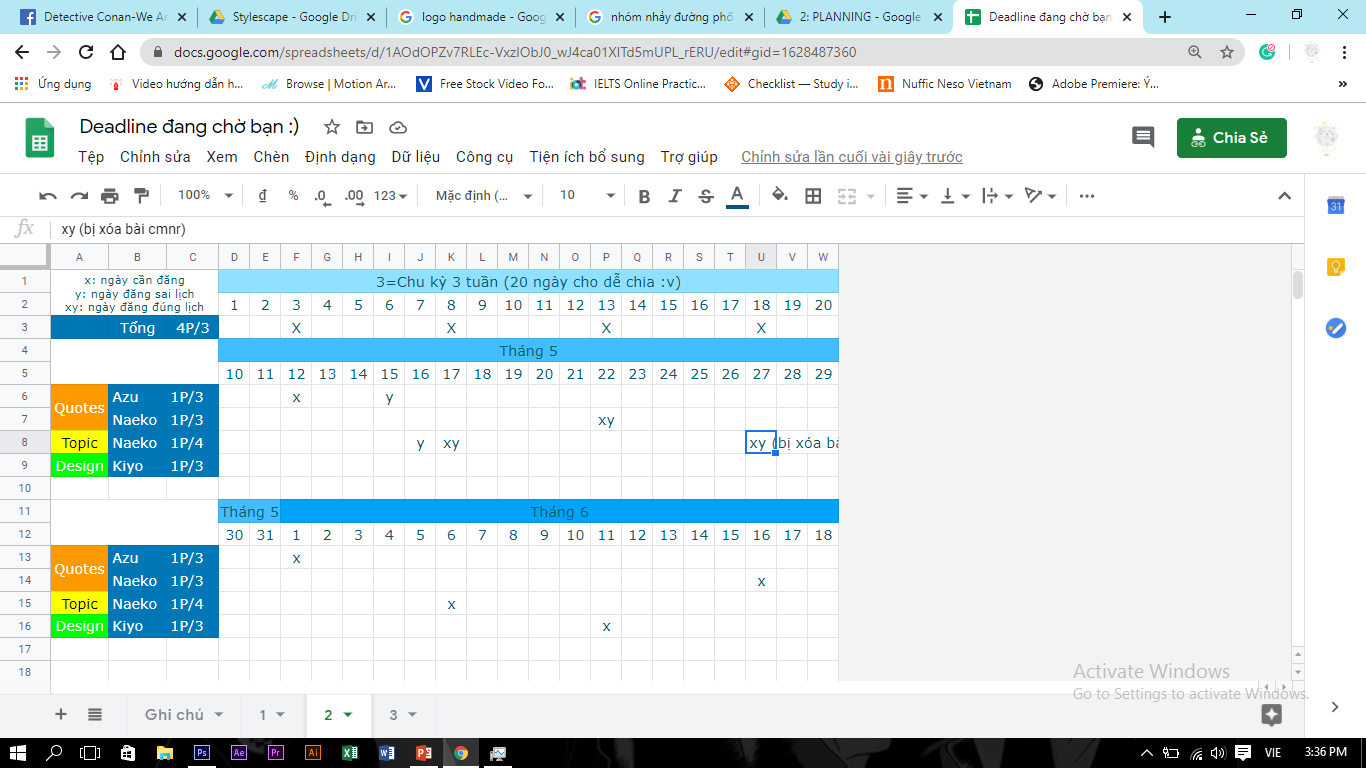 Detective Conan-We Ar
Stylescape - Google Dri
logo handmade - Goog
nhóm nhảy đường phố
2: PLANNING - Google
Deadline đang chờ bạn
docs.google.com/spreadsheets/d/1AOdOPZv7RLEc-VxzlObJ0_wJ4ca01XITd5mUPL_rERU/edit#gid=1628487360
Ứng dụng Video hướng dẫn h... Browse | Motion Ar... Free Stock Video Fo... IELTS Online Practic... Checklist — Study i... Nuffic Neso Vietnam Adobe Premiere: Ý... »
Deadline đang chờ bạn :)
Chia Sẻ
Tệp Chỉnh sửa Xem Chèn Định dạng Dữ liệu Công cụ Tiện ích bổ sung Trợ giúp Chỉnh sửa lần cuối vài giây trước
100% đ % .0 .00 123 Mặc định (... 10 B I S A
fx xy (bị xóa bài cmnr)
A B C D E F G H I J K L M N O P Q R S T U V W
1 x: ngày cần đăng 3=Chu kỳ 3 tuần (20 ngày cho dễ chia :v)
y: ngày đăng sai lịch
xy: ngày đăng đúng lịch
2 1 2 3 4 5 6 7 8 9 10 11 12 13 14 15 16 17 18 19 20
3 Tổng 4P/3 X X X X
4 Tháng 5
5 10 11 12 13 14 15 16 17 18 19 20 21 22 23 24 25 26 27 28 29
Quotes
6 Azu 1P/3 x y
7 Naeko 1P/3 xy
8 Topic Naeko 1P/4 y xy xy (bị xóa bà
9 Design Kiyo 1P/3
10
11 Tháng 5 Tháng 6
12 30 31 1 2 3 4 5 6 7 8 9 10 11 12 13 14 15 16 17 18
Quotes
13 Azu 1P/3 x
14 Naeko 1P/3 x
15 Topic Naeko 1P/4 x
16 Design Kiyo 1P/3 x
17
18
Activate Windows
Go to Settings to activate Windows.
+ Ghi chú 1 2 3
Ps Ae Pr Ai VIE 3:36 PM